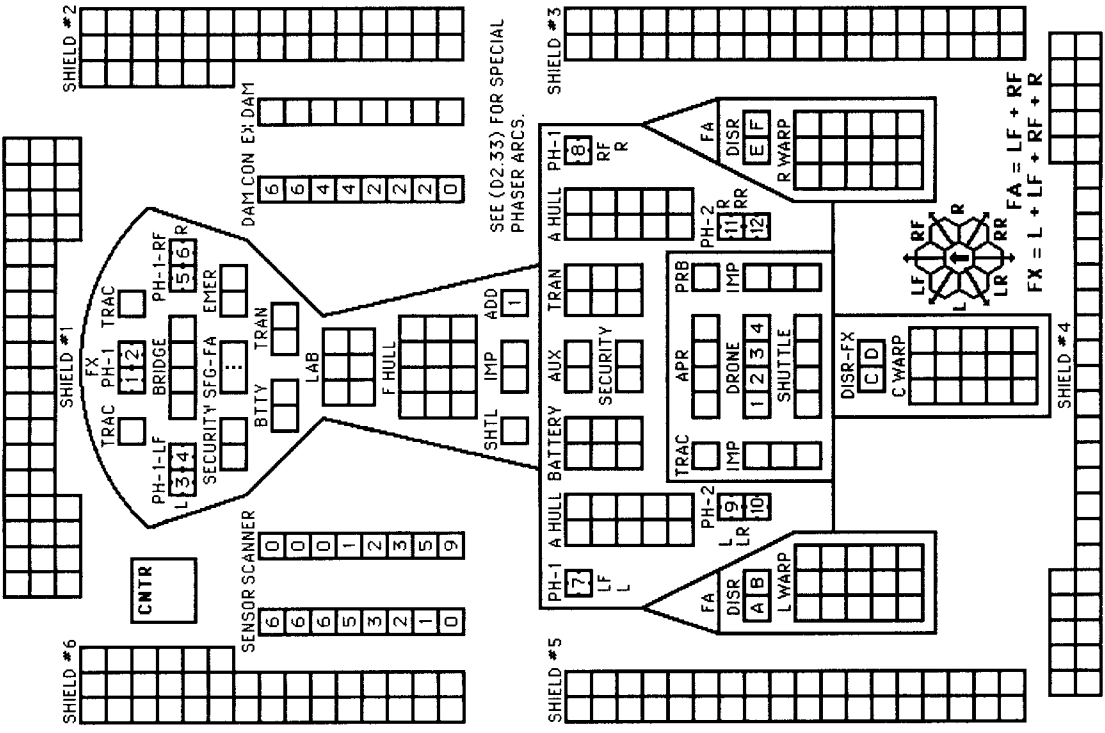 SHIELD #1
SHIELD #6
SHIELD #2
CNTR
TRAC
FX
PH-1
1 2
TRAC
PH-1-LF
L 3 4
BRIDGE
PH-1-RF
5 6 R
SECURITY
SFG-FA
EMER
BTTY
TRAN
SENSOR
6
6
6
5
3
2
1
0
SCANNER
0
0
0
1
2
3
5
9
DAM CON
6
6
4
4
2
2
2
0
EX DAM
LAB
F HULL
SHTL
IMP
ADD
1
SEE (D2.33) FOR SPECIAL
PHASER ARCS.
SHIELD #5
SHIELD #3
PH-1
7
LF
L
A HULL
BATTERY
AUX
TRAN
A HULL
PH-1
8
RF
R
SECURITY
PH-2
L 9
LR 10
PH-2
11 R
12 RR
FA
DISR
A B
L WARP
TRAC
IMP
APR
DRONE
1 2 3 4
SHUTTLE
PRB
IMP
FA
DISR
E F
R WARP
DISR-FX
C D
C WARP
LF
RF
L
R
LR
RR
FA = LF + RF
FX = L + LF + RF + R
SHIELD #4